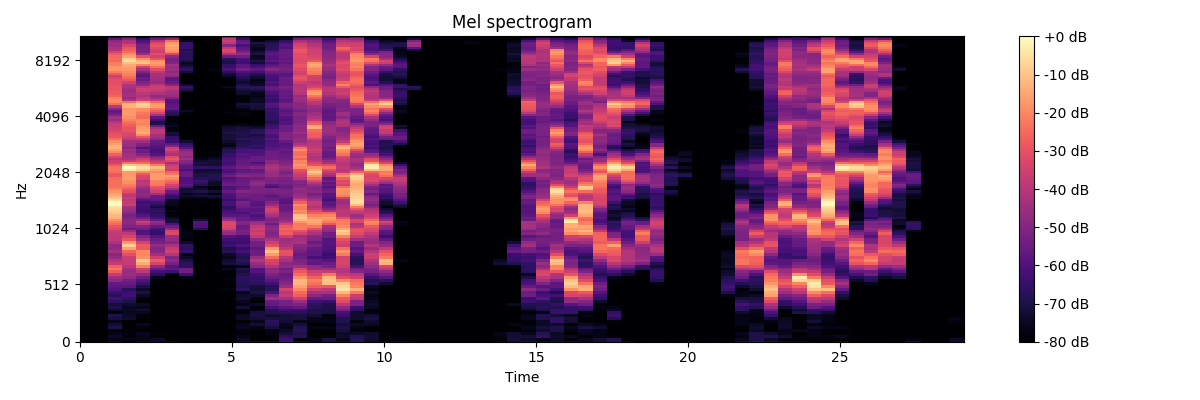 Mel spectrogram
Hz
8192
4096
2048
1024
512
0
0 5 10 15 20 25
Time
+0 dB
-10 dB
-20 dB
-30 dB
-40 dB
-50 dB
-60 dB
-70 dB
-80 dB